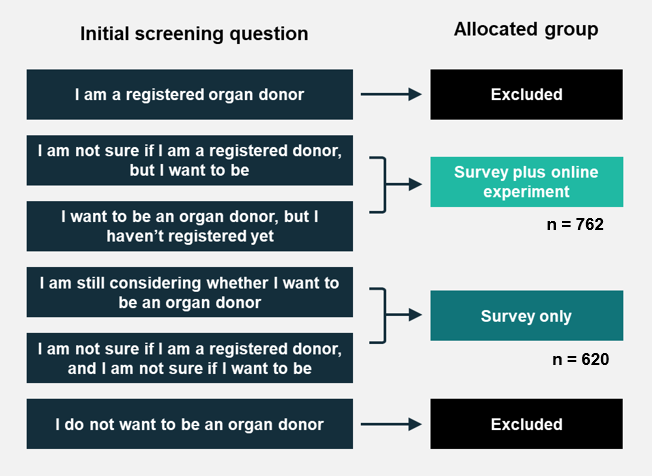 Initial screening question
Allocated group
I am a registered organ donor
Excluded
I am not sure if I am a registered donor,
but I want to be
I want to be an organ donor, but I
haven’t registered yet
Survey plus online
experiment
n = 762
I am still considering whether I want to
be an organ donor
I am not sure if I am a registered donor,
and I am not sure if I want to be
Survey only
n = 620
I do not want to be an organ donor
Excluded